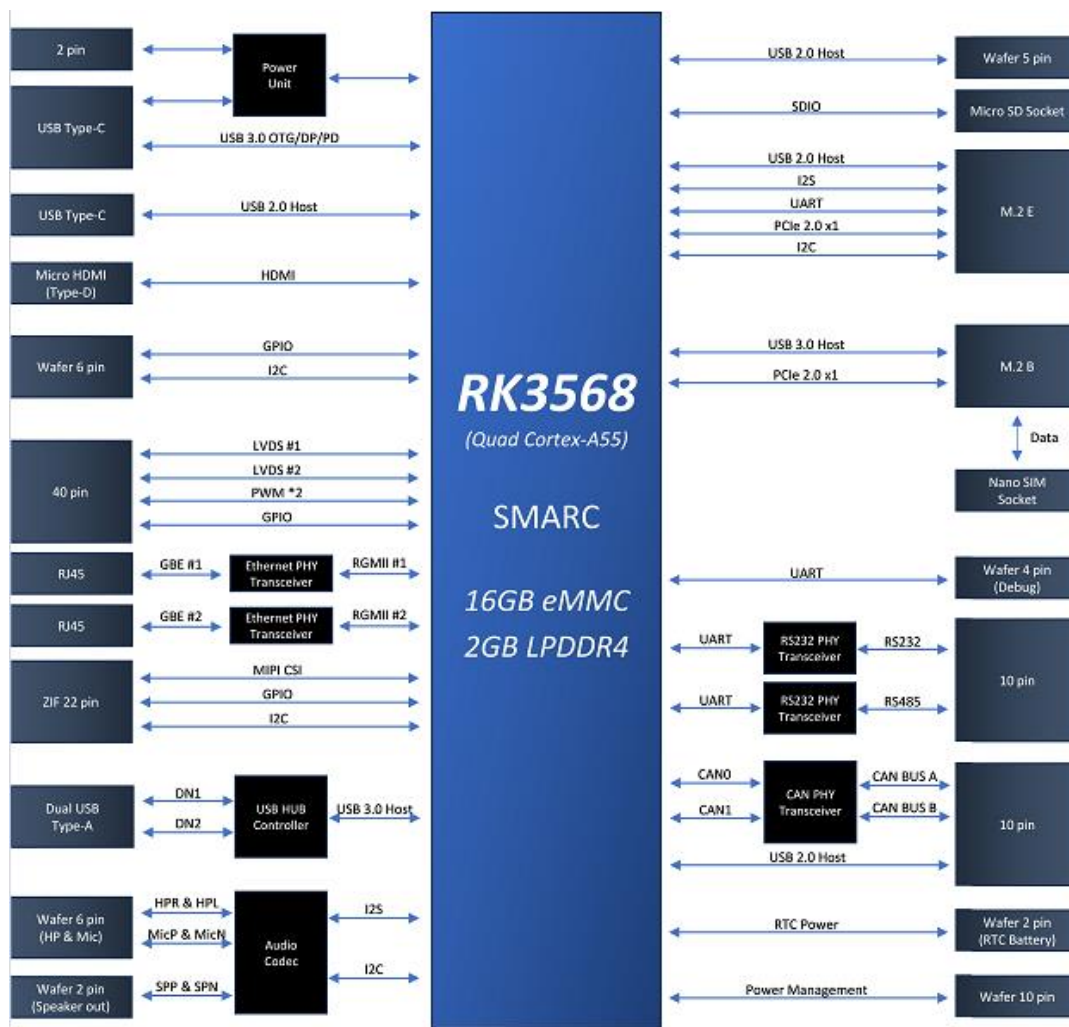 2 pin
Power
Unit
USB Type-C
USB 3.0 OTG/DP/PD
USB Type-C
USB 2.0 Host
Micro HDMI
(Type-D)
HDMI
Wafer 6 pin
GPIO
I2C
40 pin
LVDS #1
LVDS #2
PWM *2
GPIO
RJ45
GBE #1
Ethernet PHY
Transceiver
RGMII #1
RJ45
GBE #2
Ethernet PHY
Transceiver
RGMII #2
ZIF 22 pin
MIPI CSI
GPIO
I2C
Dual USB
Type-A
DN1
DN2
USB HUB
Controller
USB 3.0 Host
Wafer 6 pin
(HP & Mic)
HPR & HPL
MicP & MicN
Audio
Codec
I2S
I2C
Wafer 2 pin
(Speaker out)
SPP & SPN
RK3568
(Quad Cortex-A55)
SMARC
16GB eMMC
2GB LPDDR4
USB 2.0 Host
Wafer 5 pin
SDIO
Micro SD Socket
USB 2.0 Host
I2S
UART
PCIe 2.0 x1
I2C
M.2 E
USB 3.0 Host
PCIe 2.0 x1
M.2 B
Data
Nano SIM
Socket
UART
Wafer 4 pin
(Debug)
UART
RS232 PHY
Transceiver
RS232
UART
RS232 PHY
Transceiver
RS485
10 pin
CAN0
CAN1
CAN PHY
Transceiver
CAN BUS A
CAN BUS B
USB 2.0 Host
10 pin
RTC Power
Wafer 2 pin
(RTC Battery)
Power Management
Wafer 10 pin